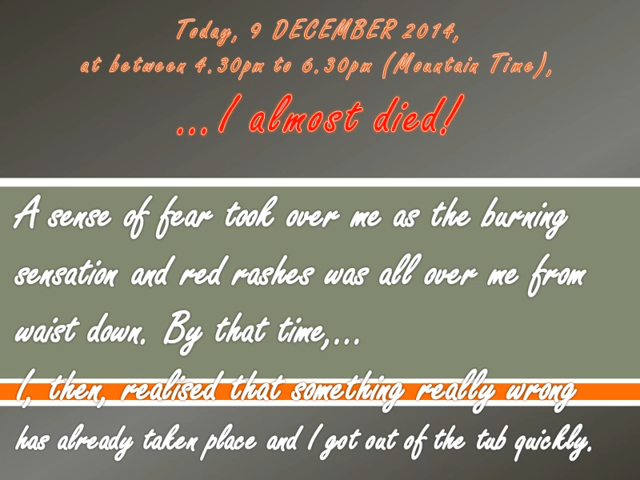 Today, 9 DECEMBER 2014,
at between 4.30pm to 6.30pm (Mountain Time),
...I almost died!
A sense of fear took over me as the burning
sensation and red rashes was all over me from
waist down. By that time,...
I, then, realised that something really wrong
has already taken place and I got out of the tub quickly.